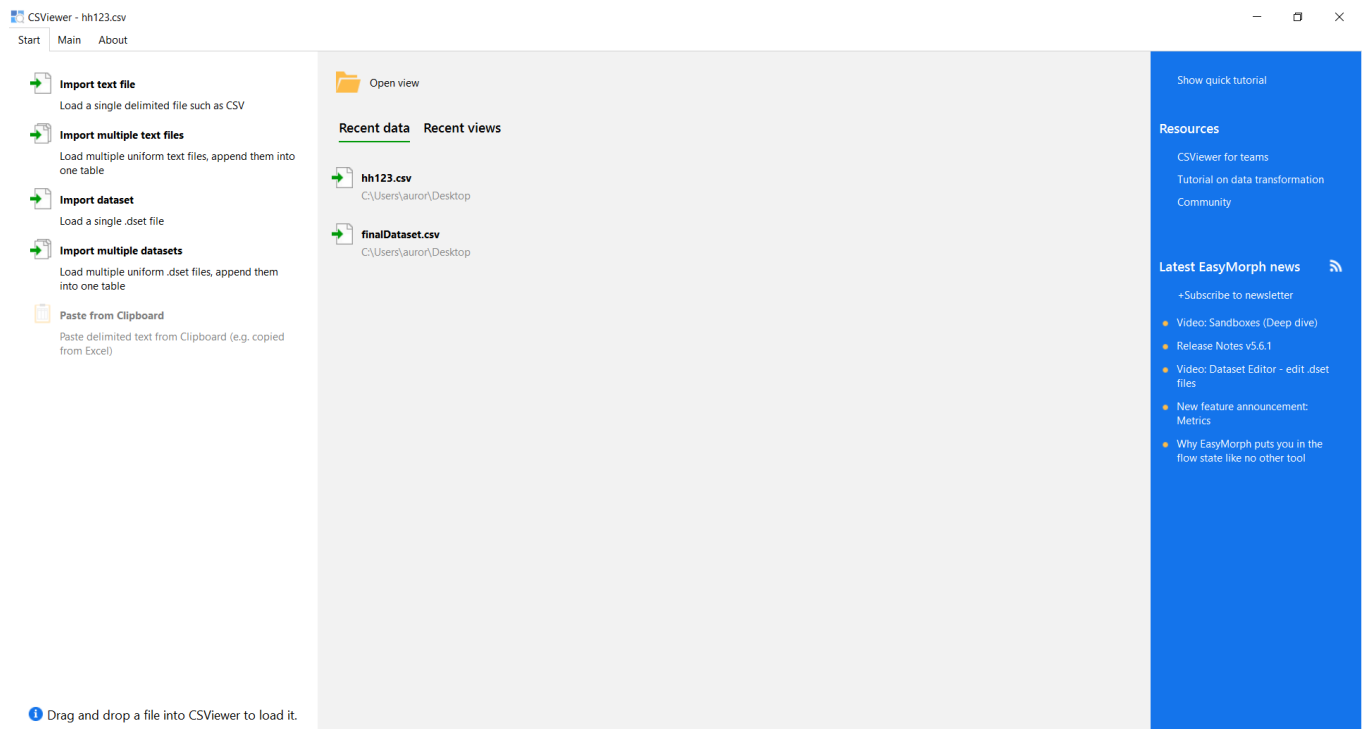 CSViewer - hh123.csv
Start Main About
Import text file
Load a single delimited file such as CSV
Import multiple text files
Load multiple uniform text files, append them into
one table
Import dataset
Load a single .dset file
Import multiple datasets
Load multiple uniform .dset files, append them
into one table
Paste from Clipboard
Paste delimited text from Clipboard (e.g. copied
from Excel)
Drag and drop a file into CSViewer to load it.
Open view
Recent data Recent views
hh123.csv
C:\Users\auror\Desktop
finalDataset.csv
C:\Users\auror\Desktop
Show quick tutorial
Resources
CSViewer for teams
Tutorial on data transformation
Community
Latest EasyMorph news
+Subscribe to newsletter
Video: Sandboxes (Deep dive)
Release Notes v5.6.1
Video: Dataset Editor - edit .dset
files
New feature announcement:
Metrics
Why EasyMorph puts you in the
flow state like no other tool